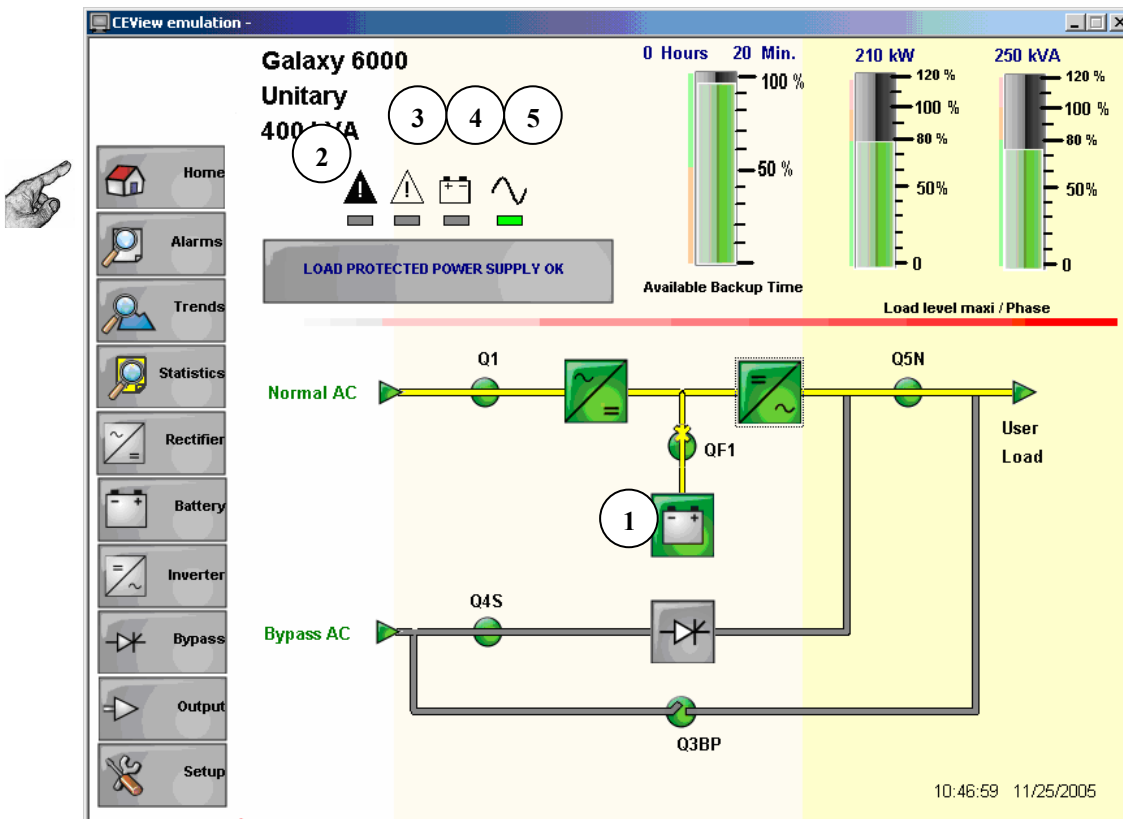 CEView emulation -
Galaxy 6000
Unitary
400 kVA
3 4 5
2
LOAD PROTECTED POWER SUPPLY OK
0 Hours 20 Min.
100 %
50 %
Available Backup Time
210 kW
120 %
100 %
80 %
50%
0
250 kVA
120 %
100 %
80 %
50%
0
Load level maxi / Phase
Home
Alarms
Trends
Statistics
Rectifier
Battery
Inverter
Bypass
Output
Setup
Q1
Q5N
Normal AC
User
Load
QF1
1
Q4S
Bypass AC
Q3BP
10:46:59 11/25/2005